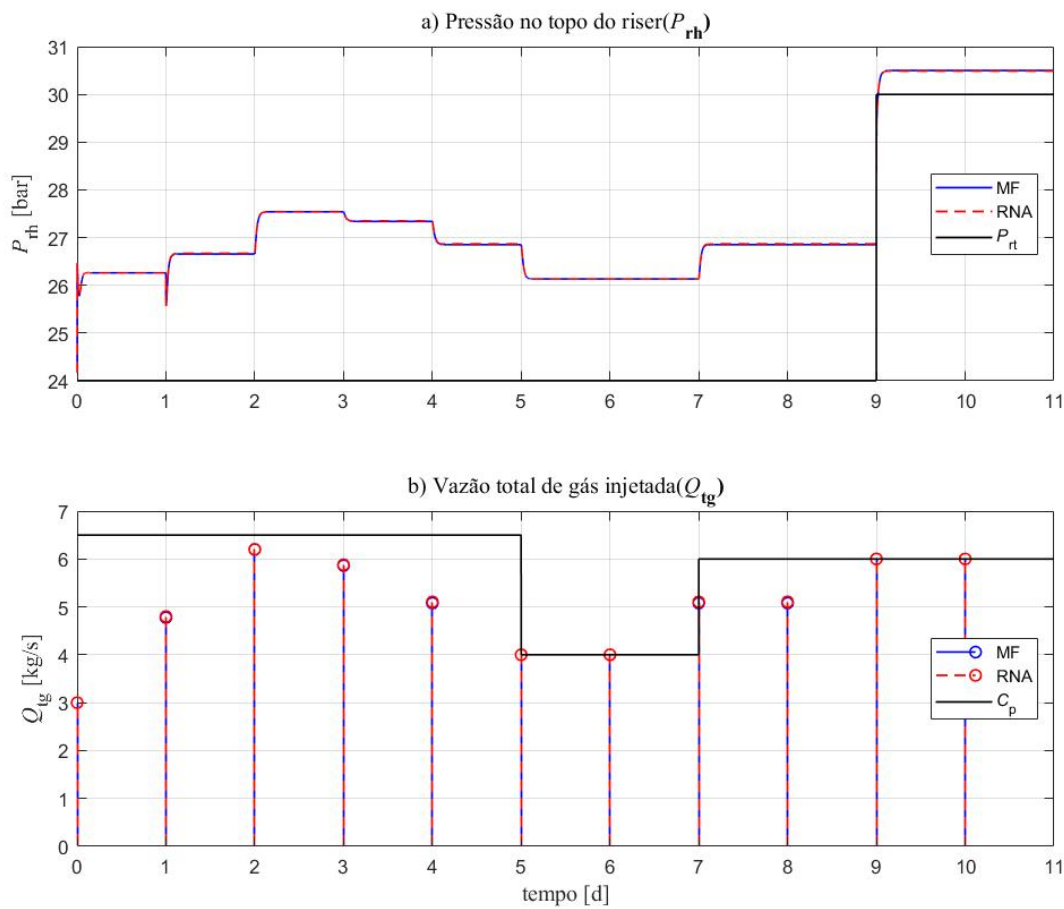 a) Pressão no topo do riser(P_rh)
31
30
29
28
27
26
25
24
P_rh [bar]
MF
RNA
P_rt
0 1 2 3 4 5 6 7 8 9 10 11
b) Vazão total de gás injetada(Q_tg)
7
6
5
4
3
2
1
0
Q_tg [kg/s]
MF
RNA
C_p
0 1 2 3 4 5 6 7 8 9 10 11
tempo [d]